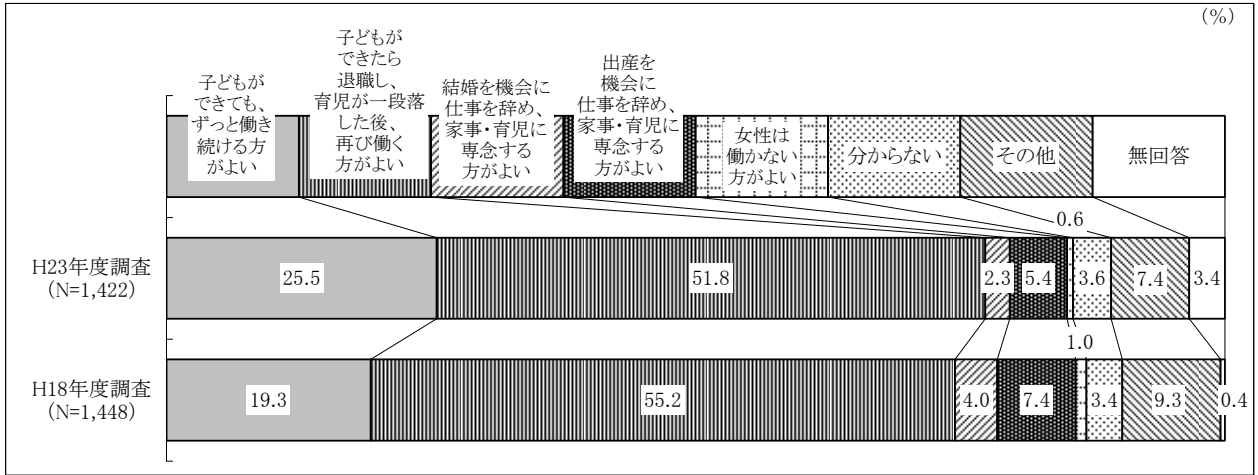 (%)
子どもが
できても、
ずっと働き
続ける方
がよい
子どもが
できたら
退職し、
育児が一段落
した後、
再び働く
方がよい
結婚を機会に
仕事を辞め、
家事・育児に
専念する
方がよい
出産を
機会に
仕事を辞め、
家事・育児に
専念する
方がよい
女性は
働かない
方がよい
分からない
その他
無回答
0.6
H23年度調査
(N=1,422)
25.5
51.8
2.3
5.4
3.6
7.4
3.4
1.0
H18年度調査
(N=1,448)
19.3
55.2
4.0
7.4
3.4
9.3
0.4